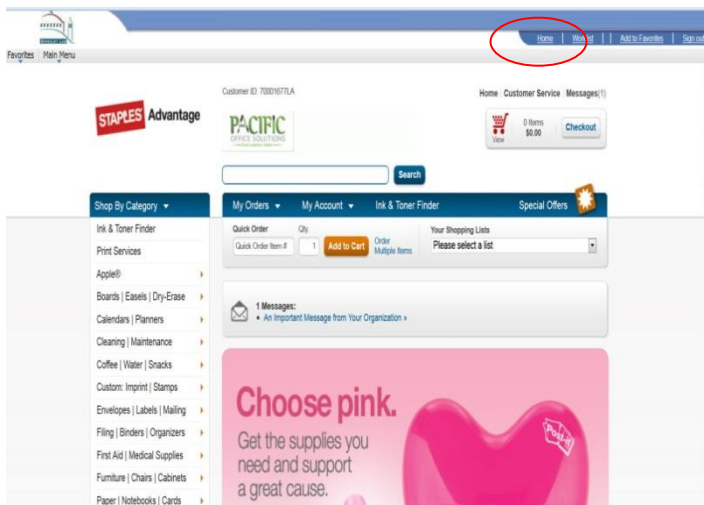 Home | Worklist | | Add to Favorites | Sign out
Favorites Main Menu
Customer ID: 70001677LA
Home Customer Service Messages(1)
STAPLES Advantage
PACIFIC
OFFICE SOLUTIONS
View
0 Items
$0.00
Checkout
Search
Shop By Category
My Orders My Account Ink & Toner Finder Special Offers
Ink & Toner Finder
Print Services
Apple®
Boards | Easels | Dry-Erase
Calendars | Planners
Cleaning | Maintenance
Coffee | Water | Snacks
Custom: Imprint | Stamps
Envelopes | Labels | Mailing
Filing | Binders | Organizers
First Aid | Medical Supplies
Furniture | Chairs | Cabinets
Paper | Notebooks | Cards
Quick Order Qty
Quick Order Item # 1 Add to Cart
Order
Multiple Items
Your Shopping Lists
Please select a list
1 Messages:
• An Important Message from Your Organization »
Choose pink.
Get the supplies you
need and support
a great cause.
Post-it